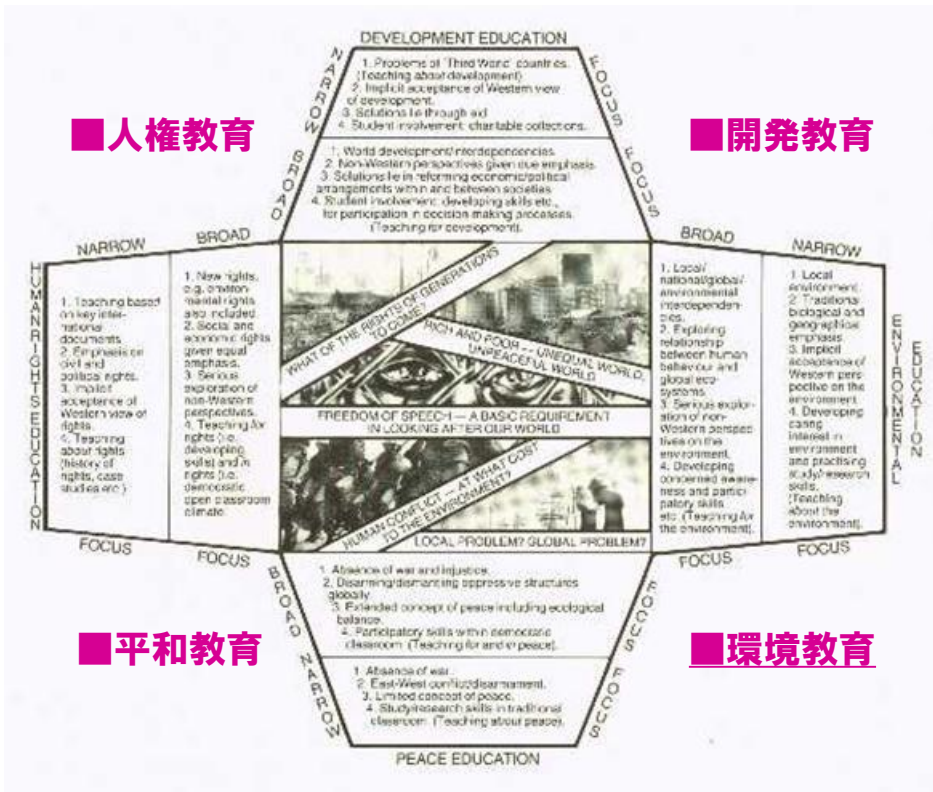 DEVELOPMENT EDUCATION
NARROW
FOCUS
1. Problems of 'Third World' countries.
(Teaching about development)
2. Implicit acceptance of Western view
of development.
3. Solutions lie through aid
4. Student involvement: charitable collections.
■人権教育
■開発教育
BROAD
FOCUS
1. World development/interdependencies.
2. Non-Western perspectives given due emphasis
3. Solutions lie in reforming economic/political
arrangements within and between societies
4. Student involvement: developing skills etc.,
for participation in decision making processes.
(Teaching for development).
HUMAN RIGHTS EDUCATION
NARROW
1. Teaching based
on key inter-
national
documents
2. Emphasis on
civil and
political rights.
3. Implicit
acceptance of
Western view of
rights.
4. Teaching
about rights
(history of
rights, case
studies etc.)
FOCUS
BROAD
1. New rights,
e.g. environ-
mental rights
also included.
2. Social and
economic rights
given equal
emphasis.
3. Serious
exploration of
non-Western
perspectives.
4. Teaching for
rights (i.e.
developing
skills) and in
rights (i.e.
democratic
open classroom
climate.
FOCUS
WHAT OF THE RIGHTS OF GENERATIONS
TO COME?
RICH AND POOR -- UNEQUAL WORLD,
UNPEACEFUL WORLD
FREEDOM OF SPEECH — A BASIC REQUIREMENT
IN LOOKING AFTER OUR WORLD
HUMAN CONFLICT — AT WHAT COST
TO THE ENVIRONMENT?
LOCAL PROBLEM? GLOBAL PROBLEM?
BROAD
1. Local/
national/global/
environmental
interdependen-
cies.
2. Exploring
relationship
between human
behaviour and
global eco-
systems.
3. Serious explor-
ation of non-
Western perspec-
tives on the
environment.
4. Developing
concerned aware-
ness and partici-
patory skills
etc. (Teaching for
the environment).
FOCUS
NARROW
1. Local
environment.
2. Traditional
biological and
geographical
emphasis.
3. Implicit
acceptance of
Western pers-
pective on the
environment
4. Developing
caring
interest in
environment
and practising
study/research
skills.
(Teaching
about the
environment).
FOCUS
ENVIRONMENTAL
EDUCATION
BROAD
FOCUS
1. Absence of war and injustice.
2. Disarming/dismantling oppressive structures
globally.
3. Extended concept of peace including ecological
balance.
4. Participatory skills within democratic
classroom. (Teaching for and in peace).
■平和教育
■環境教育
NARROW
FOCUS
1. Absence of war.
2. East-West conflict/disarmament.
3. Limited concept of peace.
4. Study/research skills in traditional
classroom. (Teaching about peace).
PEACE EDUCATION